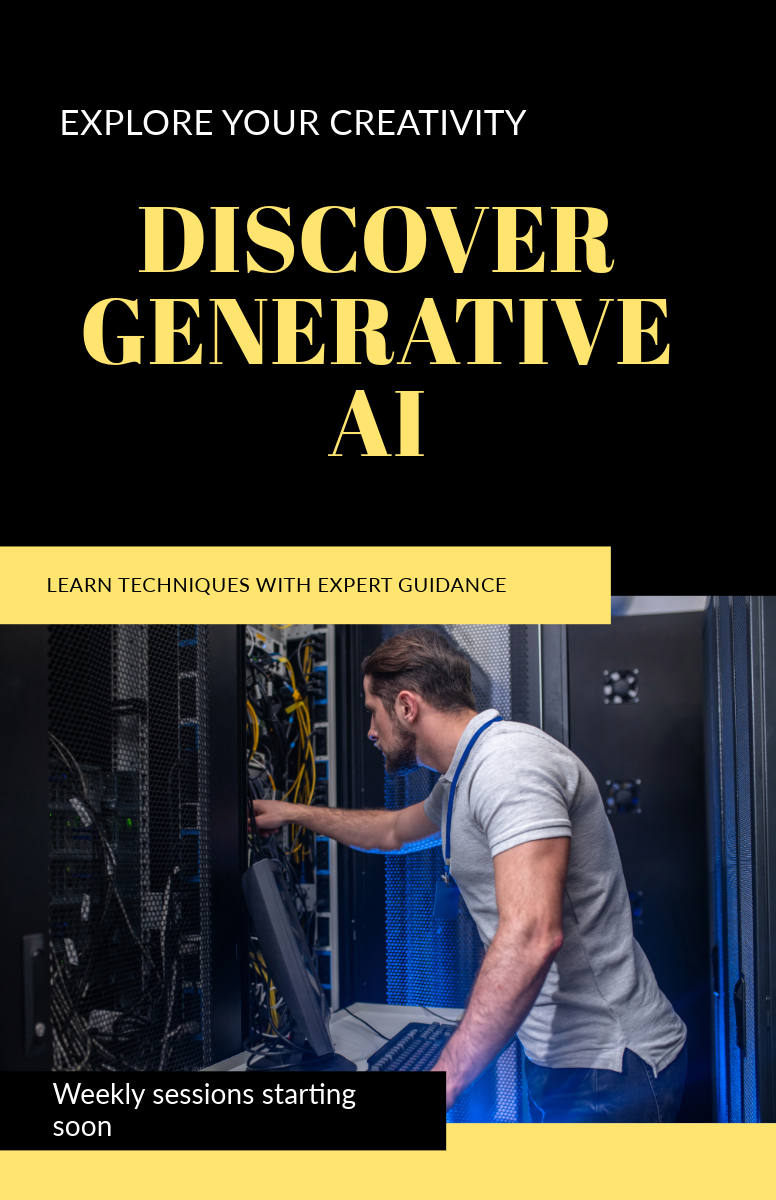 EXPLORE YOUR CREATIVITY
DISCOVER
GENERATIVE
AI
LEARN TECHNIQUES WITH EXPERT GUIDANCE
Weekly sessions starting
soon